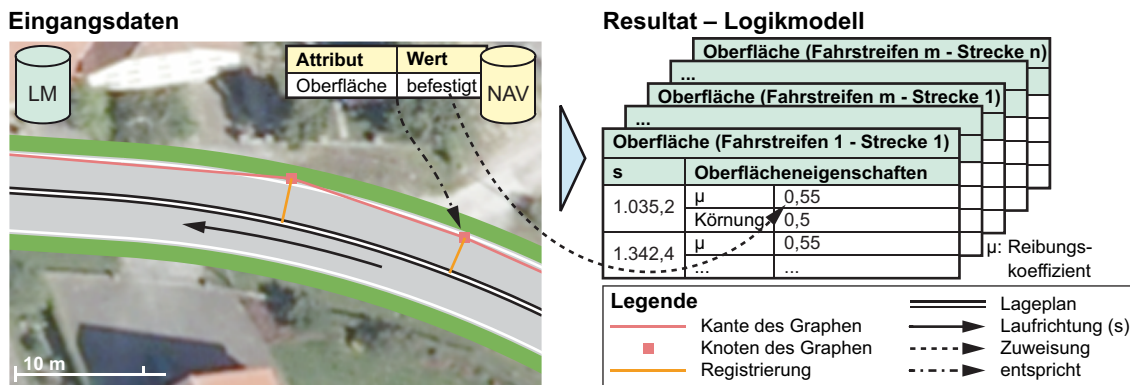 Eingangsdaten
LM
Attribut Wert
Oberfläche befestigt
NAV
10 m
Resultat – Logikmodell
Oberfläche (Fahrstreifen m - Strecke n)
...
Oberfläche (Fahrstreifen m - Strecke 1)
...
Oberfläche (Fahrstreifen 1 - Strecke 1)
s Oberflächeneigenschaften
1.035,2 µ 0,55
Körnung 0,5
1.342,4 µ 0,55
... ...
µ: Reibungs-
koeffizient
Legende
Kante des Graphen
Knoten des Graphen
Registrierung
Lageplan
Laufrichtung (s)
Zuweisung
entspricht